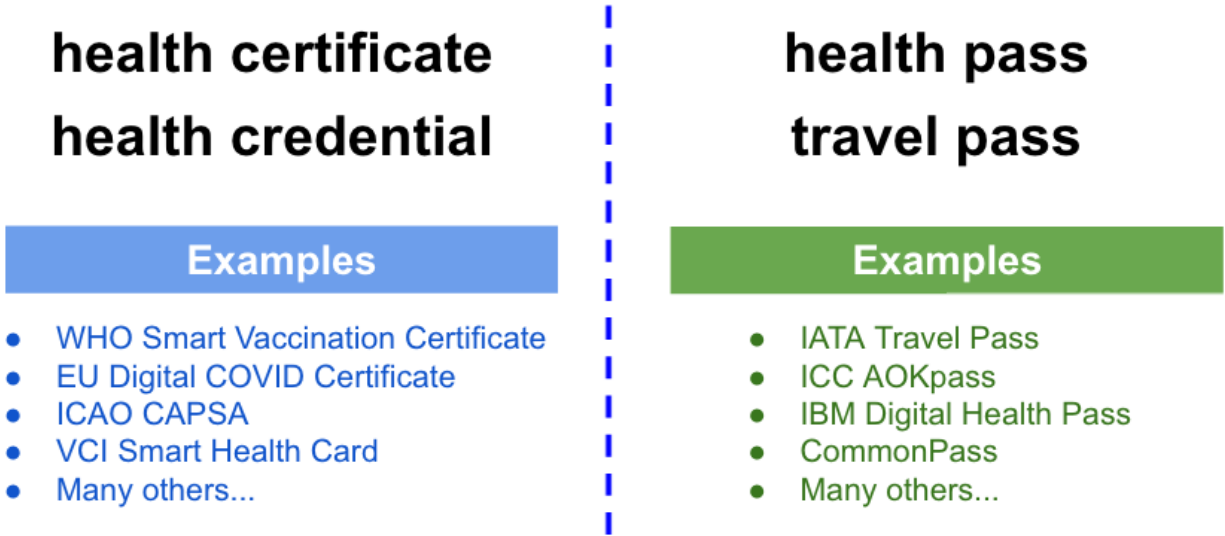 health certificate
health credential
Examples
● WHO Smart Vaccination Certificate
● EU Digital COVID Certificate
● ICAO CAPSA
● VCI Smart Health Card
● Many others...
health pass
travel pass
Examples
● IATA Travel Pass
● ICC AOKpass
● IBM Digital Health Pass
● CommonPass
● Many others...